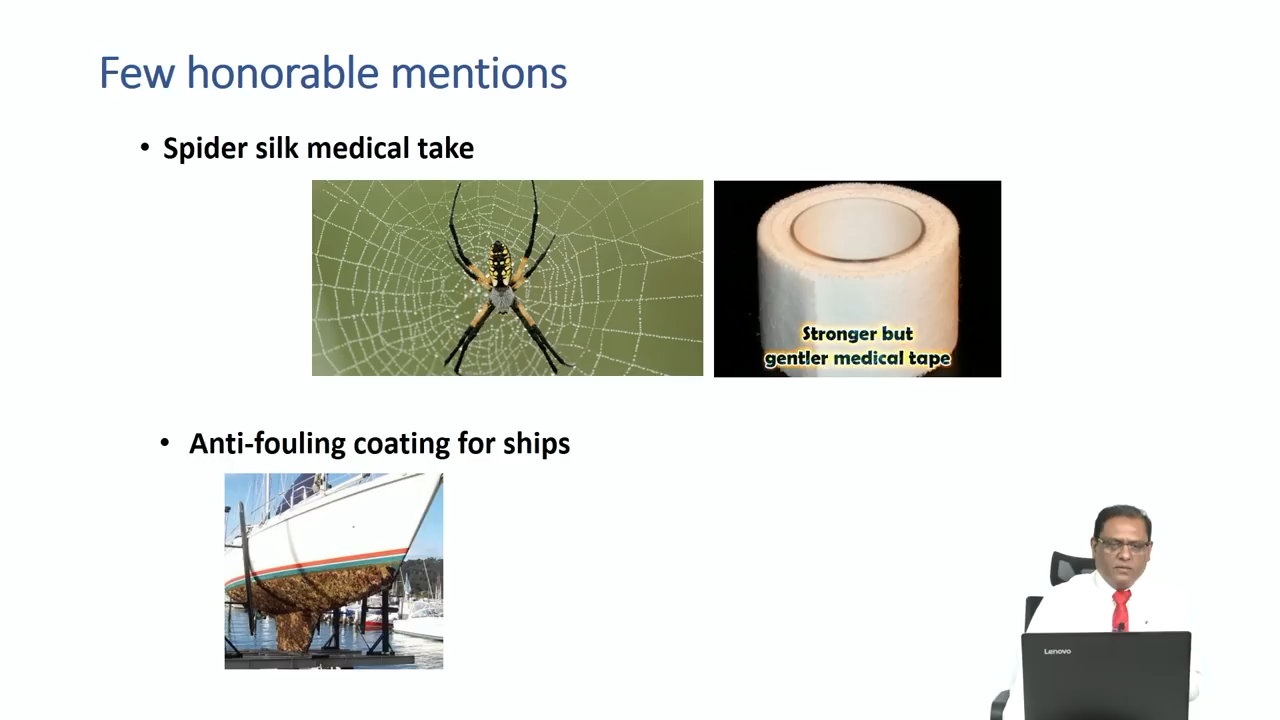 Few honorable mentions
• Spider silk medical take
Stronger but
gentler medical tape
• Anti-fouling coating for ships
Lenovo